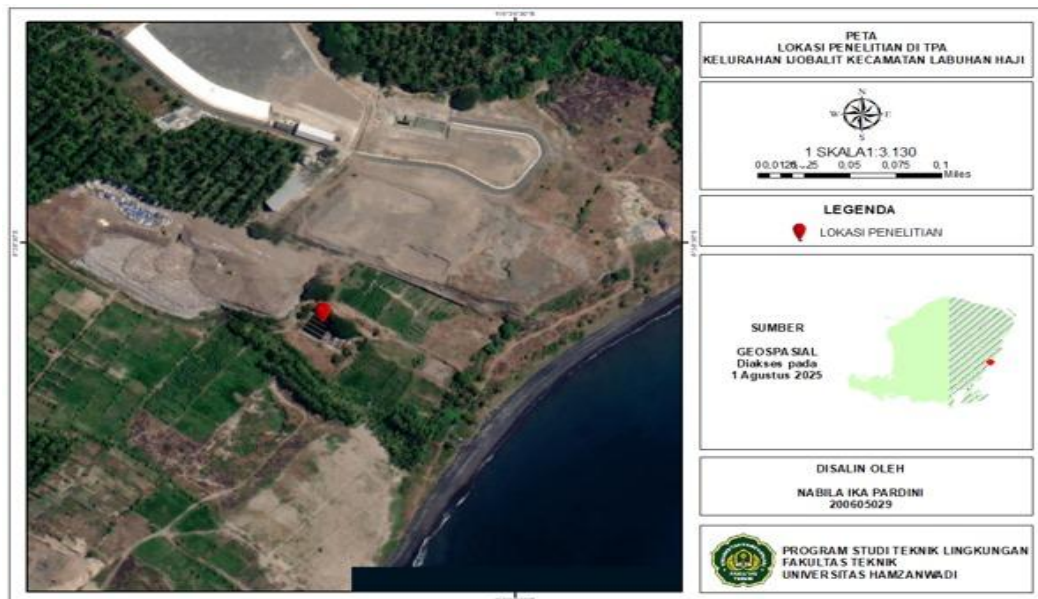 PETA
LOKASI PENELITIAN DI TPA
KELURAHAN IJOBALIT KECAMATAN LABUHAN HAJI
N
W E
S
1 SKALA1:3.130
0,05 0,075 0,1
Miles
LEGENDA
LOKASI PENELITIAN
SUMBER
GEOSPASIAL
Diakses pada
1 Agustus 2025
DISALIN OLEH
NABILA IKA PARDINI
200605029
PROGRAM STUDI TEKNIK LINGKUNGAN
FAKULTAS TEKNIK
UNIVERSITAS HAMZANWADI
FAKULTAS
TEKNIK